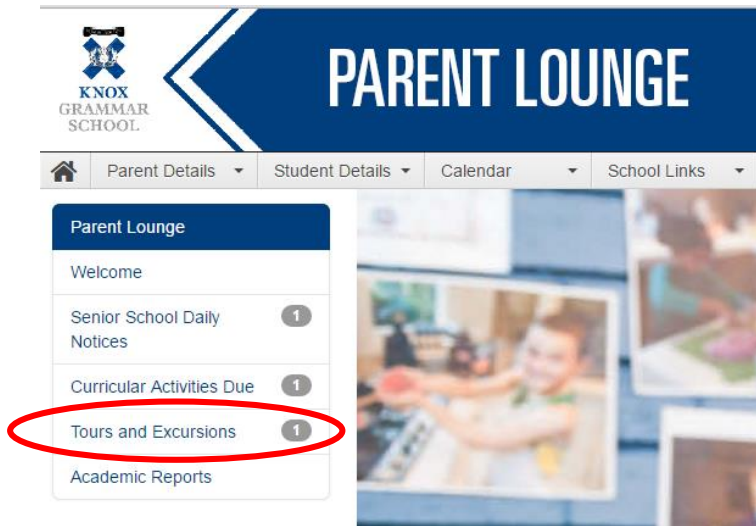 KNOX
GRAMMAR
SCHOOL
PARENT LOUNGE
Parent Details
Student Details
Calendar
School Links
Parent Lounge
Welcome
Senior School Daily
Notices
1
Curricular Activities Due
1
Tours and Excursions
1
Academic Reports